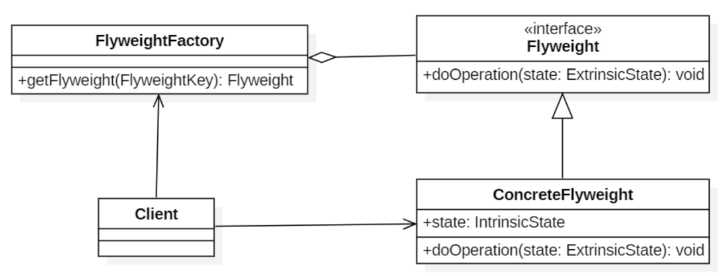 FlyweightFactory
+getFlyweight(FlyweightKey): Flyweight
«interface»
Flyweight
+doOperation(state: ExtrinsicState): void
Client
ConcreteFlyweight
+state: IntrinsicState
+doOperation(state: ExtrinsicState): void